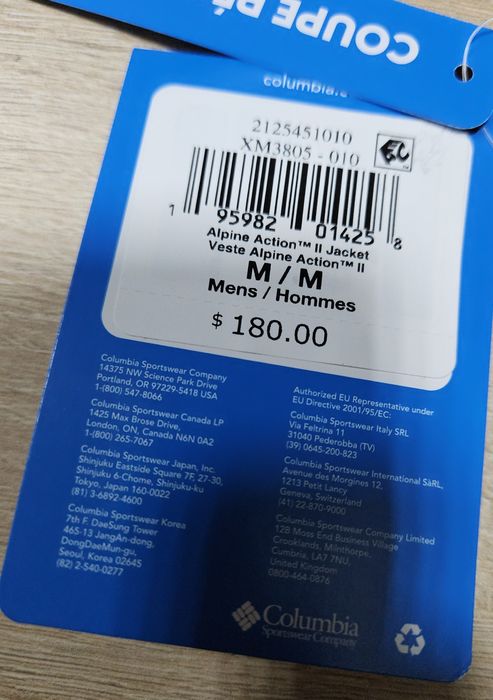 COUPE RÉ
columbia.c
2125451010
XM3805 - 010
1 95982 01425 8
Alpine Action™ II Jacket
Veste Alpine Action™ II
M / M
Mens / Hommes
$ 180.00
Columbia Sportswear Company
14375 NW Science Park Drive
Portland, OR 97229-5418 USA
1-(800) 547-8066
Columbia Sportswear Canada LP
1425 Max Brose Drive,
London, ON, Canada N6N 0A2
1-(800) 265-7067
Columbia Sportswear Japan, Inc.
Shinjuku Eastside Square 7F, 27-30,
Shinjuku 6-Chome, Shinjuku-ku
Tokyo, Japan 160-0022
(81) 3-6892-4600
Columbia Sportswear Korea
7th F. DaeSung Tower
465-13 JangAn-dong,
DongDaeMun-gu,
Seoul, Korea 02645
(82) 2-540-0277
Authorized EU Representative under
EU Directive 2001/95/EC:
Columbia Sportswear Italy SRL
Via Feltrina 11
31040 Pederobba (TV)
(39) 0645-200-823
Columbia Sportswear International SàRL,
Avenue des Morgines 12,
1213 Petit Lancy
Geneva, Switzerland
(41) 22-870-9000
Columbia Sportswear Company Limited
12B Moss End Business Village
Crooklands, Milnthorpe,
Cumbria. LA7 7NU,
United Kingdom
0800-464-0876
Columbia
Sportswear Company